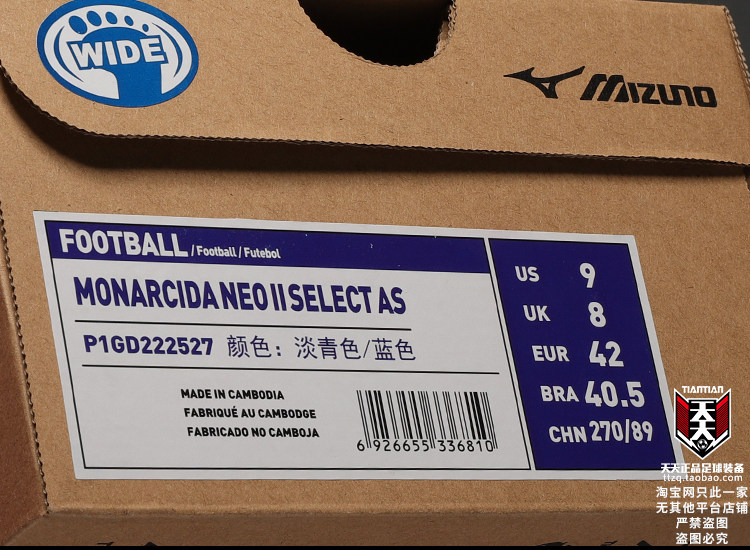 WIDE
MIZUNO
FOOTBALL / Football / Futebol
MONARCIDA NEO II SELECT AS
P1GD222527 颜色：淡青色/蓝色
MADE IN CAMBODIA
FABRIQUÉ AU CAMBODGE
FABRICADO NO CAMBOJA
6 926655 336810
US 9
UK 8
EUR 42
BRA 40.5
CHN 270/89
TIANTIAN
天天
天天正品足球装备
ttzq.taobao.com
淘宝网只此一家
无其他平台店铺
严禁盗图
盗图必究